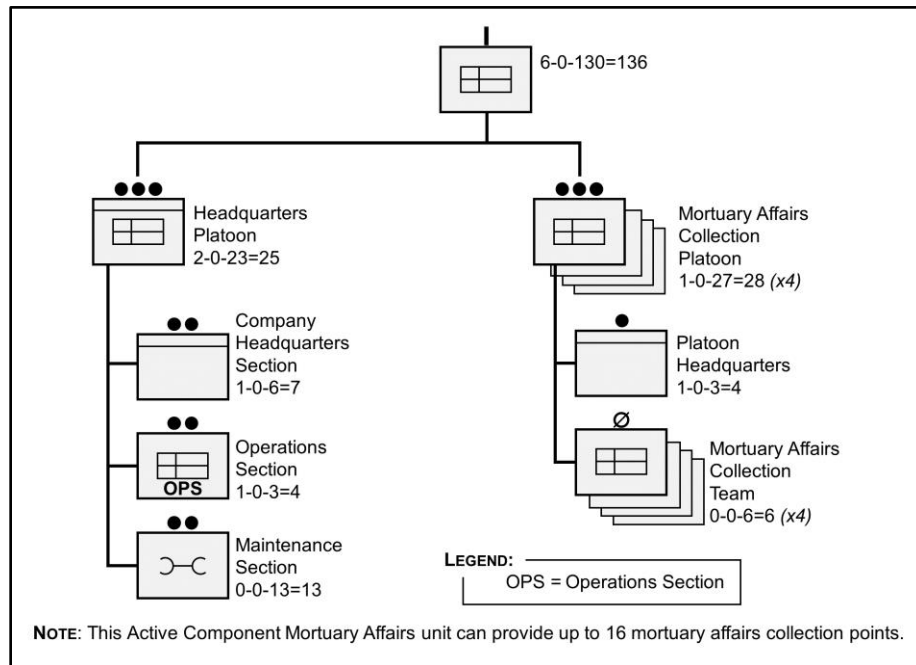 6-0-130=136
Headquarters
Platoon
2-0-23=25
Company
Headquarters
Section
1-0-6=7
OPS
Operations
Section
1-0-3=4
Maintenance
Section
0-0-13=13
Mortuary Affairs
Collection
Platoon
1-0-27=28 (x4)
Platoon
Headquarters
1-0-3=4
Mortuary Affairs
Collection
Team
0-0-6=6 (x4)
LEGEND:
OPS = Operations Section
NOTE: This Active Component Mortuary Affairs unit can provide up to 16 mortuary affairs collection points.